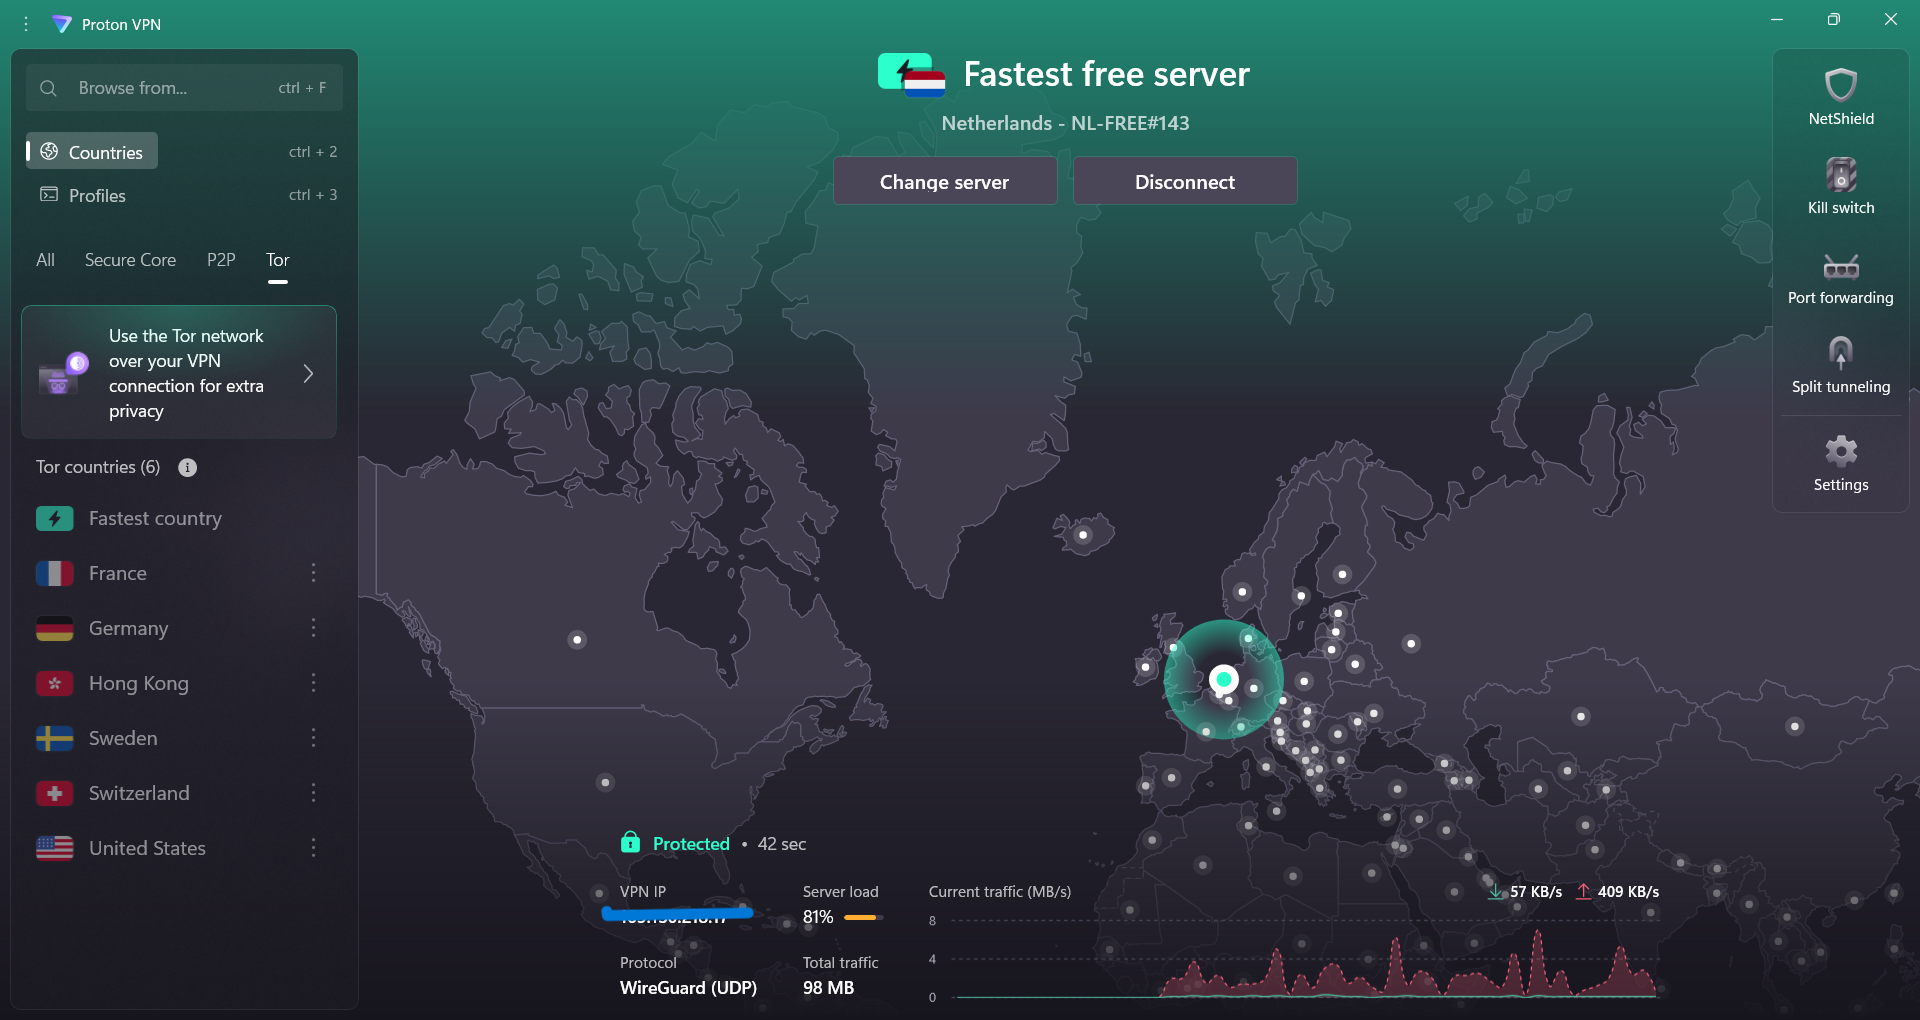 Proton VPN
Browse from...
ctrl + F
Countries
ctrl + 2
Profiles
ctrl + 3
All
Secure Core
P2P
Tor
Use the Tor network
over your VPN
connection for extra
privacy
Tor countries (6)
Fastest country
France
Germany
Hong Kong
Sweden
Switzerland
United States
Fastest free server
Netherlands - NL-FREE#143
Change server
Disconnect
NetShield
Kill switch
Port forwarding
Split tunneling
Settings
Protected • 42 sec
VPN IP
Server load
81%
Protocol
WireGuard (UDP)
Total traffic
98 MB
Current traffic (MB/s)
57 KB/s
409 KB/s
8
4
0